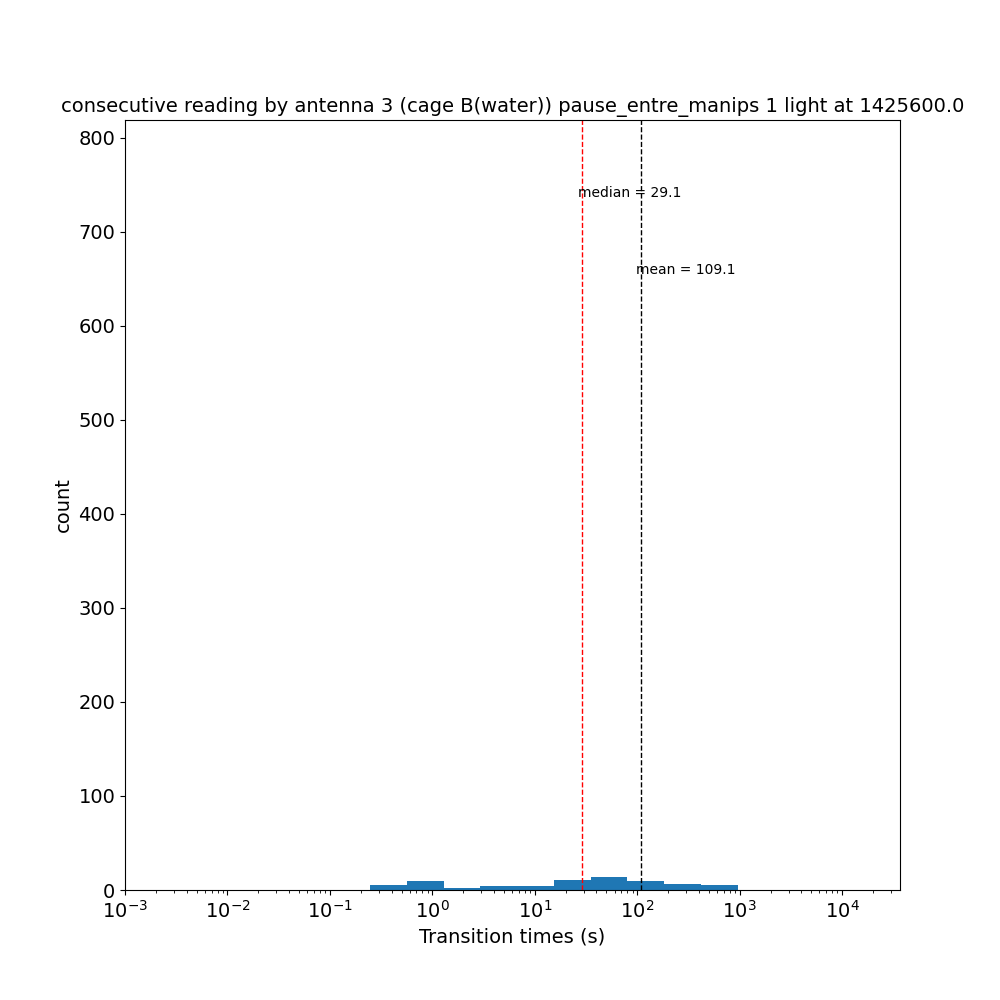 consecutive reading by antenna 3 (cage B(water)) pause_entre_manips 1 light at 1425600.0
800
median = 29.1
700
mean = 109.1
600
500
count
400
300
200
100
0
10⁻³ 10⁻² 10⁻¹ 10⁰ 10¹ 10² 10³ 10⁴
Transition times (s)